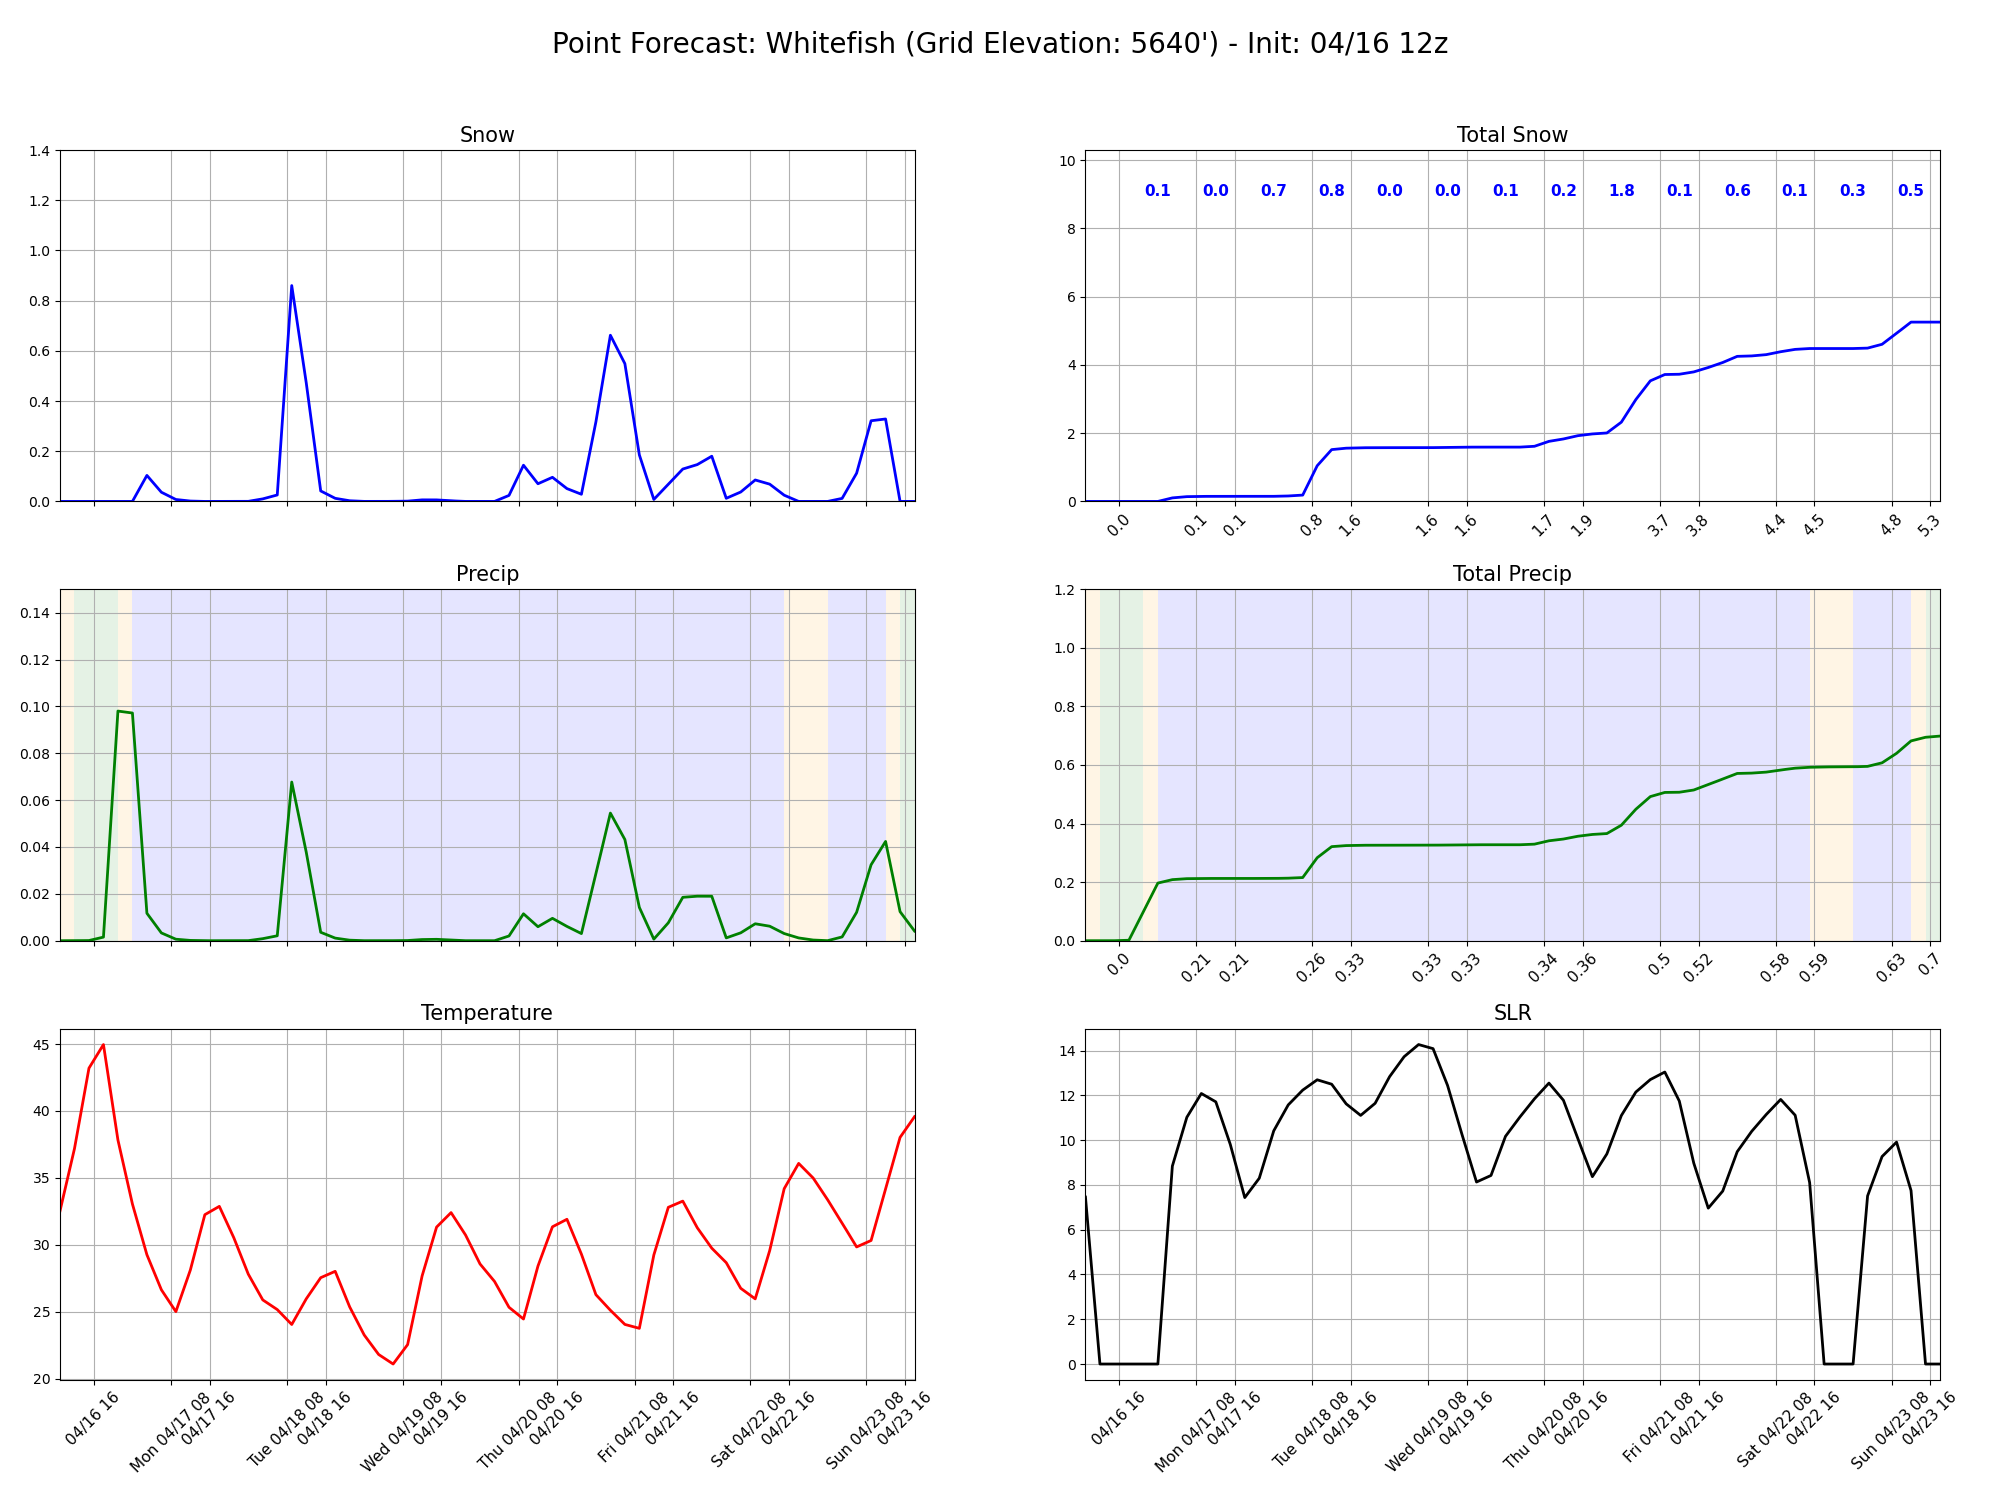 Point Forecast: Whitefish (Grid Elevation: 5640') - Init: 04/16 12z
Snow
1.4
1.2
1.0
0.8
0.6
0.4
0.2
0.0
Total Snow
10
8
6
4
2
0
0.1 0.0 0.7 0.8 0.0 0.0 0.1 0.2 1.8 0.1 0.6 0.1 0.3 0.5
0.0 0.1 0.1 0.8 1.6 1.6 1.6 1.7 1.9 3.7 3.8 4.4 4.5 4.8 5.3
Precip
0.14
0.12
0.10
0.08
0.06
0.04
0.02
0.00
Total Precip
1.2
1.0
0.8
0.6
0.4
0.2
0.0
0.0 0.21 0.21 0.26 0.33 0.33 0.33 0.34 0.36 0.5 0.52 0.58 0.59 0.63 0.7
Temperature
45
40
35
30
25
20
04/16 16
Mon 04/17 08
04/17 16
Tue 04/18 08
04/18 16
Wed 04/19 08
04/19 16
Thu 04/20 08
04/20 16
Fri 04/21 08
04/21 16
Sat 04/22 08
04/22 16
Sun 04/23 08
04/23 16
SLR
14
12
10
8
6
4
2
0
04/16 16
Mon 04/17 08
04/17 16
Tue 04/18 08
04/18 16
Wed 04/19 08
04/19 16
Thu 04/20 08
04/20 16
Fri 04/21 08
04/21 16
Sat 04/22 08
04/22 16
Sun 04/23 08
04/23 16